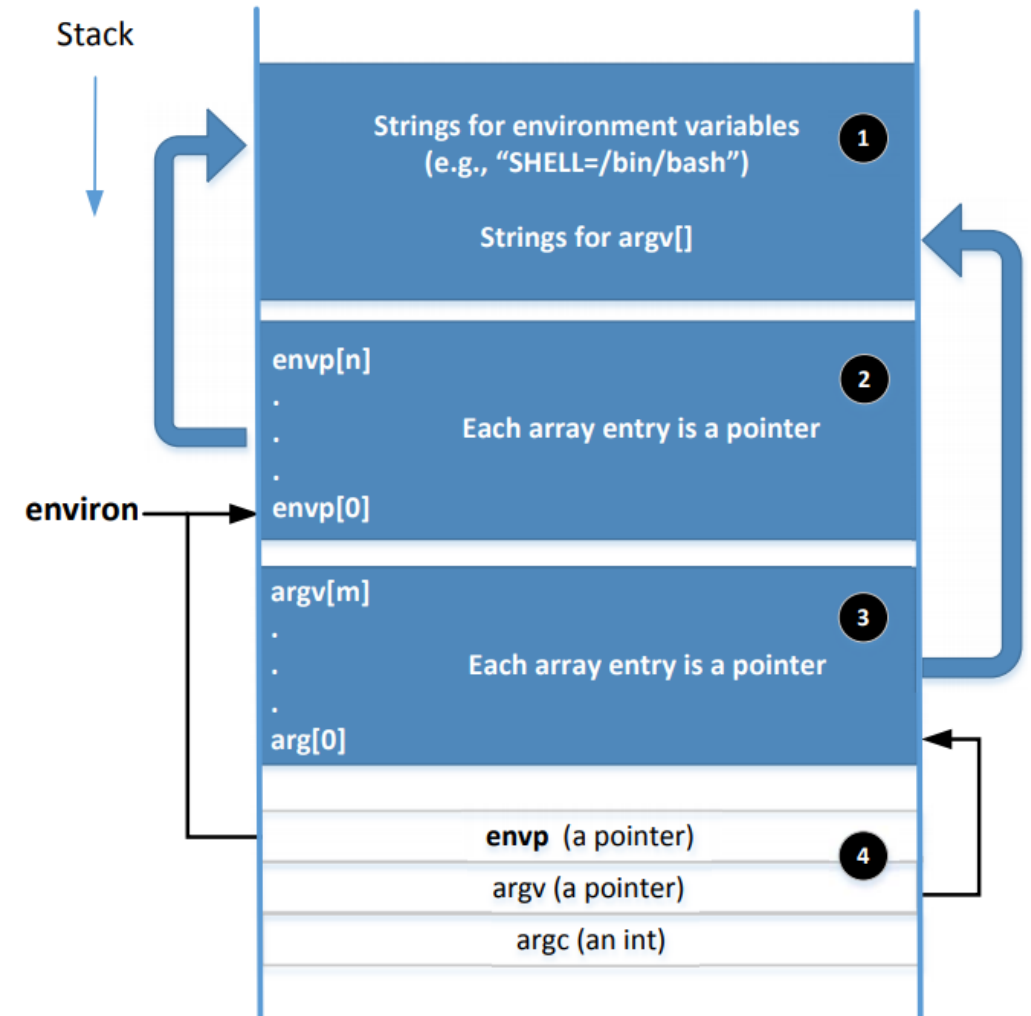 Stack
Strings for environment variables
(e.g., “SHELL=/bin/bash”)
1
Strings for argv[]
envp[n]
.
.
.
envp[0]
2
Each array entry is a pointer
environ
argv[m]
.
.
.
arg[0]
3
Each array entry is a pointer
envp (a pointer)
4
argv (a pointer)
argc (an int)